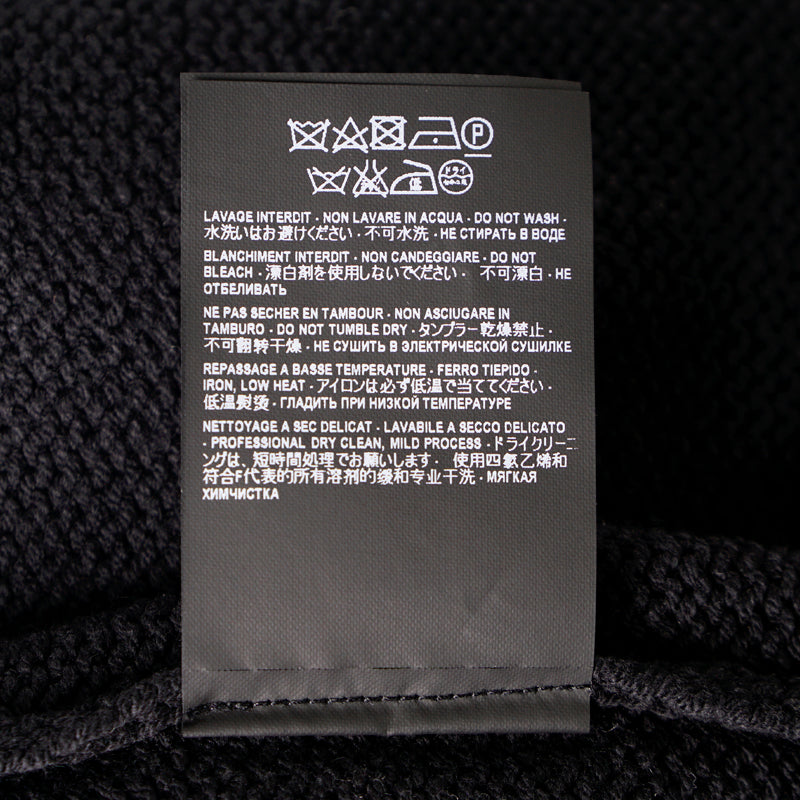 P
低 ドライ
LAVAGE INTERDIT - NON LAVARE IN ACQUA - DO NOT WASH -
水洗いはお避けください - 不可水洗 - НЕ СТИРАТЬ В ВОДЕ
BLANCHIMENT INTERDIT - NON CANDEGGIARE - DO NOT
BLEACH - 漂白剤を使用しないでください - 不可漂白 - НЕ
ОТБЕЛИВАТЬ
NE PAS SECHER EN TAMBOUR - NON ASCIUGARE IN
TAMBURO - DO NOT TUMBLE DRY - タンブラー乾燥禁止 -
不可翻转干燥 - НЕ СУШИТЬ В ЭЛЕКТРИЧЕСКОЙ СУШИЛКЕ
REPASSAGE A BASSE TEMPERATURE - FERRO TIEPIDO -
IRON, LOW HEAT - アイロンは必ず低温で当ててください -
低温熨烫 - ГЛАДИТЬ ПРИ НИЗКОЙ ТЕМПЕРАТУРЕ
NETTOYAGE A SEC DELICAT - LAVABILE A SECCO DELICATO
- PROFESSIONAL DRY CLEAN, MILD PROCESS - ドライクリーニ
ングは、短時間処理でお願いします - 使用四氯乙烯和
符合F代表的所有溶剂的缓和专业干洗 - МЯГКАЯ
ХИМЧИСТКА